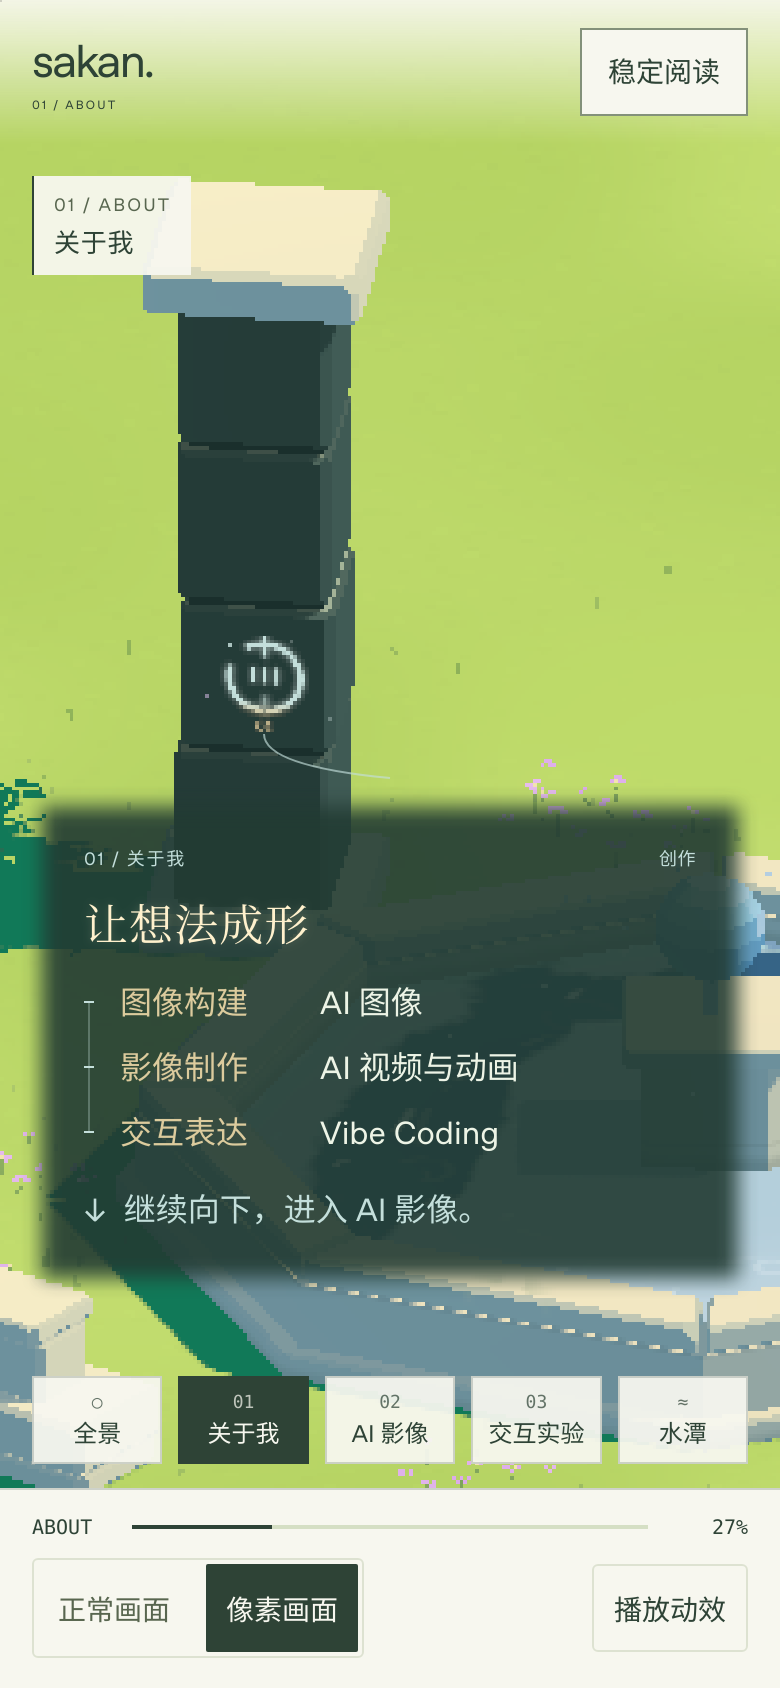 sakan.
01 / ABOUT
稳定阅读
01 / ABOUT
关于我
01 / 关于我
创作
让想法成形
图像构建 AI 图像
影像制作 AI 视频与动画
交互表达 Vibe Coding
↓ 继续向下，进入 AI 影像。
○
全景
01
关于我
02
AI 影像
03
交互实验
≈
水潭
ABOUT
27%
正常画面
像素画面
播放动效